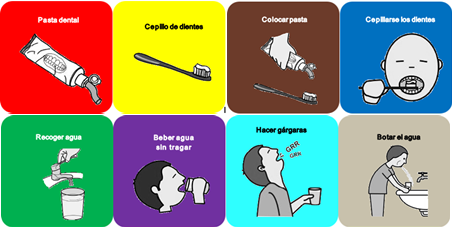 Pasta dental
Cepillo de dientes
Colocar pasta
Cepillarse los dientes
Recoger agua
Beber agua
sin tragar
Hacer gárgaras
GRR
GRR
Botar el agua